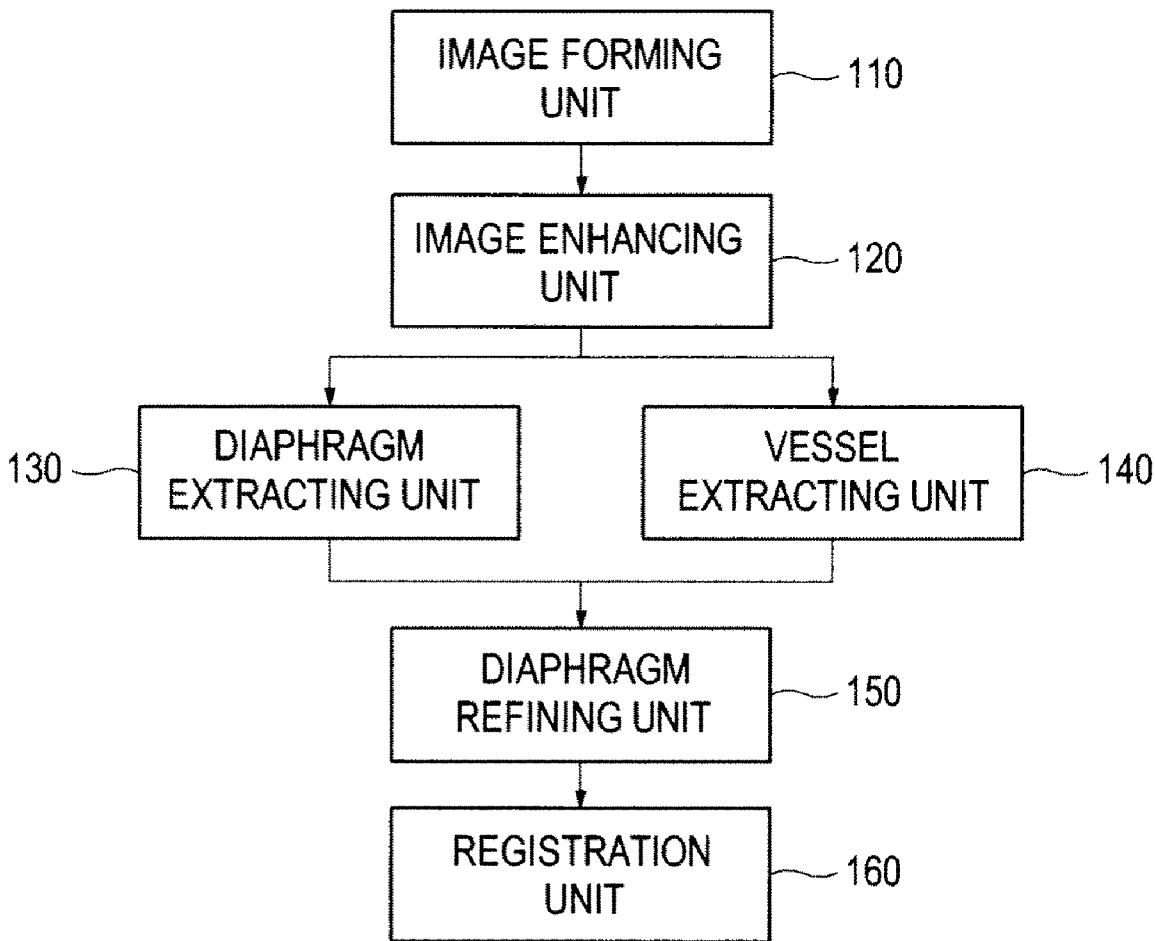 IMAGE FORMING
UNIT
110
IMAGE ENHANCING
UNIT
120
130
DIAPHRAGM
EXTRACTING UNIT
VESSEL
EXTRACTING UNIT
140
DIAPHRAGM
REFINING UNIT
150
REGISTRATION
UNIT
160